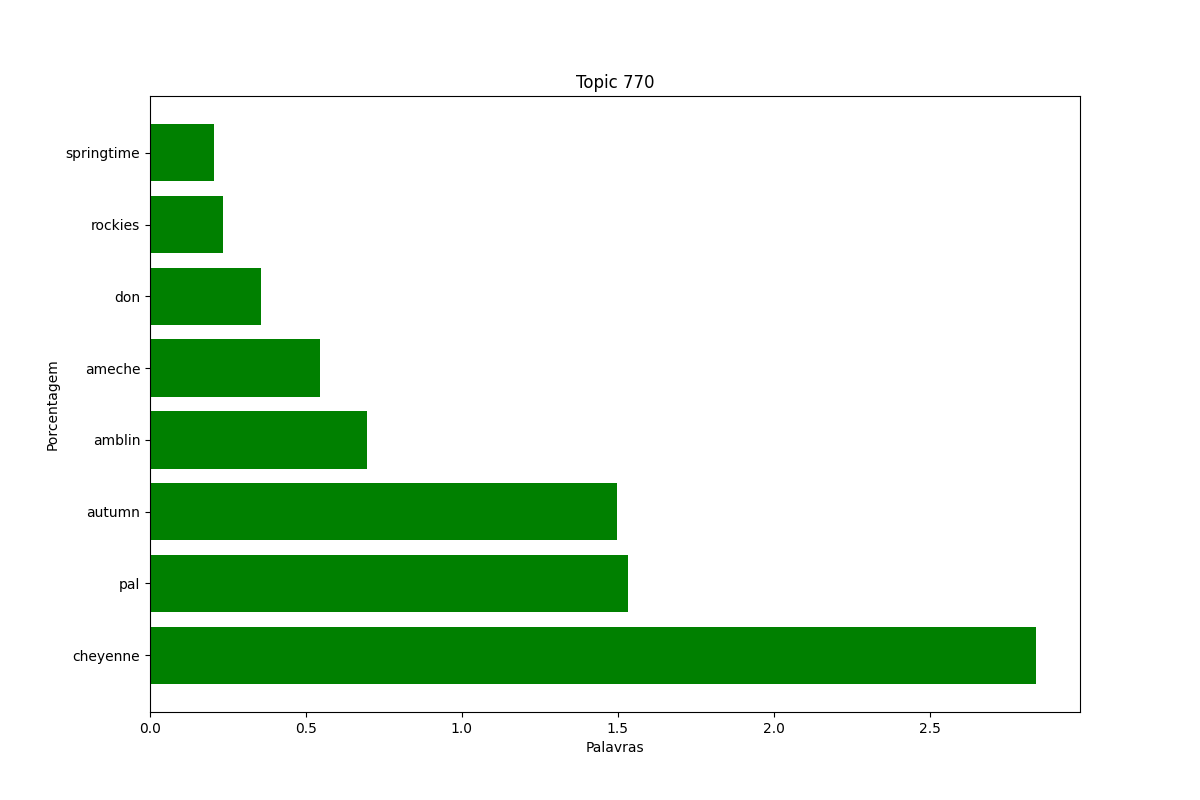 Topic 770
springtime
rockies
don
ameche
amblin
autumn
pal
cheyenne
Porcentagem
0.0 0.5 1.0 1.5 2.0 2.5
Palavras